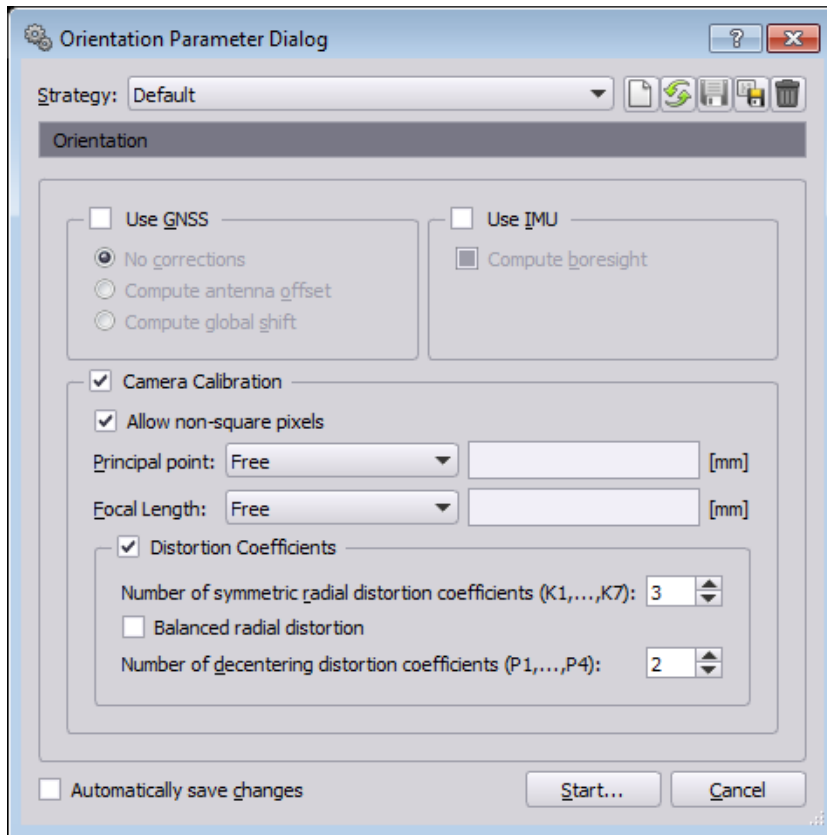 Orientation Parameter Dialog
Strategy: Default
Orientation
Use GNSS
Use IMU
No corrections
Compute boresight
Compute antenna offset
Compute global shift
Camera Calibration
Allow non-square pixels
Principal point: Free [mm]
Focal Length: Free [mm]
Distortion Coefficients
Number of symmetric radial distortion coefficients (K1,...,K7): 3
Balanced radial distortion
Number of decentering distortion coefficients (P1,...,P4): 2
Automatically save changes Start... Cancel